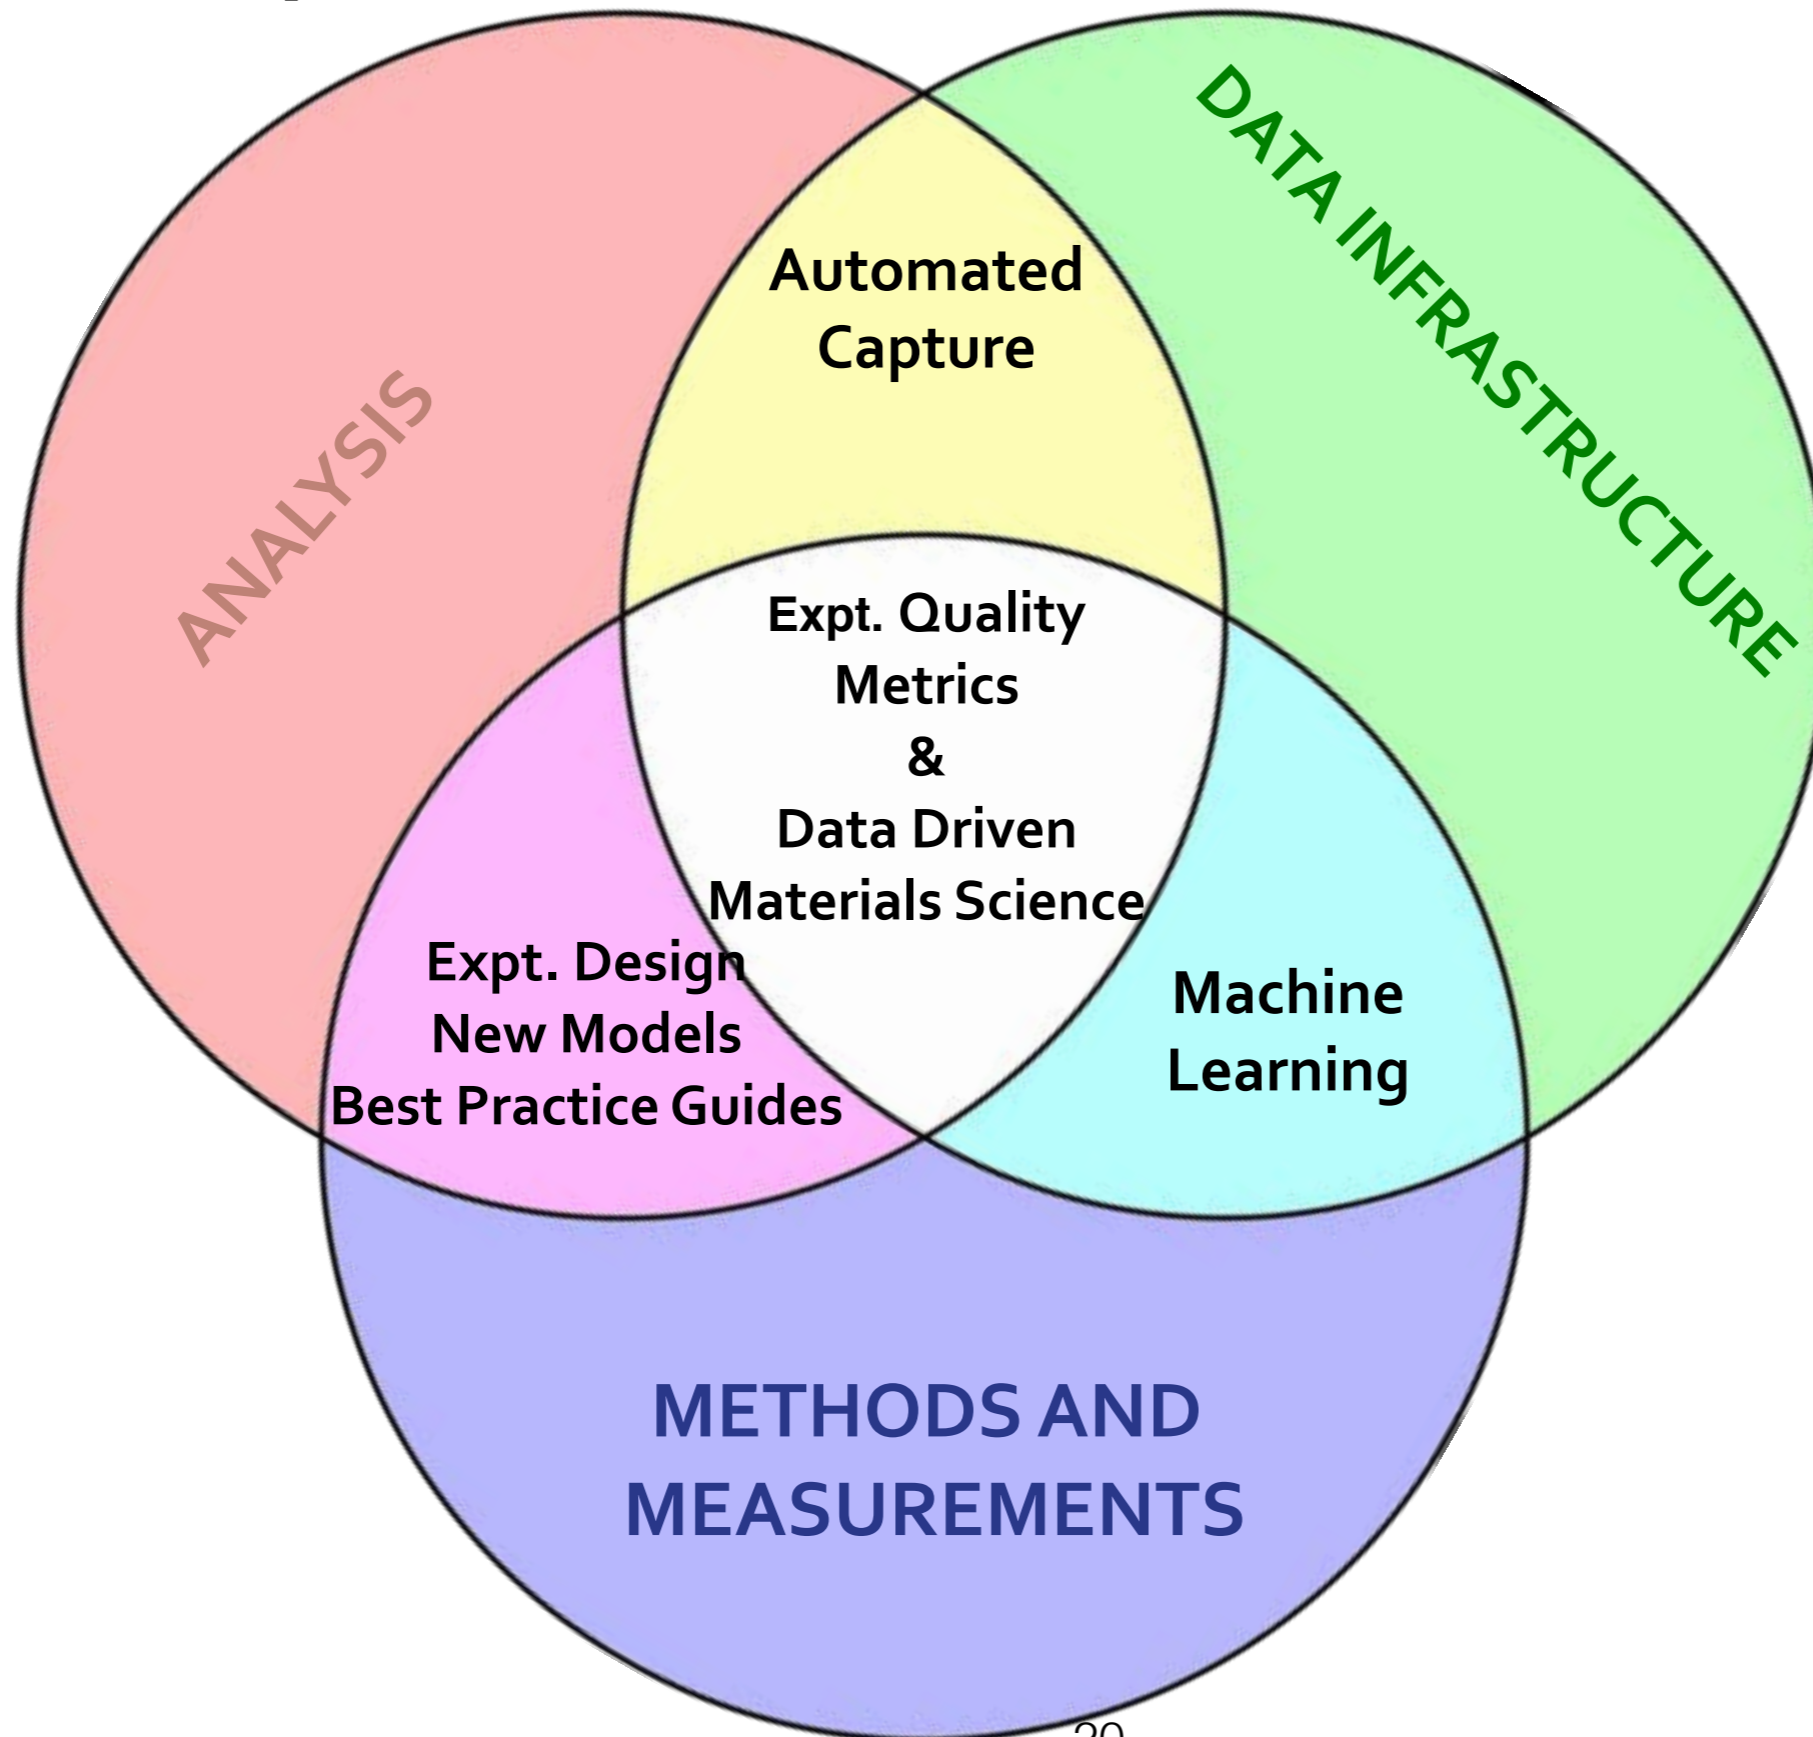 DATA INFRASTRUCTURE
Automated
Capture
ANALYSIS
Expt. Quality
Metrics
&
Data Driven
Materials Science
Expt. Design
New Models
Best Practice Guides
Machine
Learning
METHODS AND
MEASUREMENTS